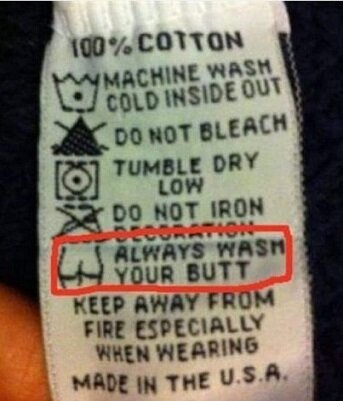 100% COTTON
MACHINE WASH
COLD INSIDE OUT
DO NOT BLEACH
TUMBLE DRY
LOW
DO NOT IRON
DECORATION
ALWAYS WASH
YOUR BUTT
KEEP AWAY FROM
FIRE ESPECIALLY
WHEN WEARING
MADE IN THE U.S.A.